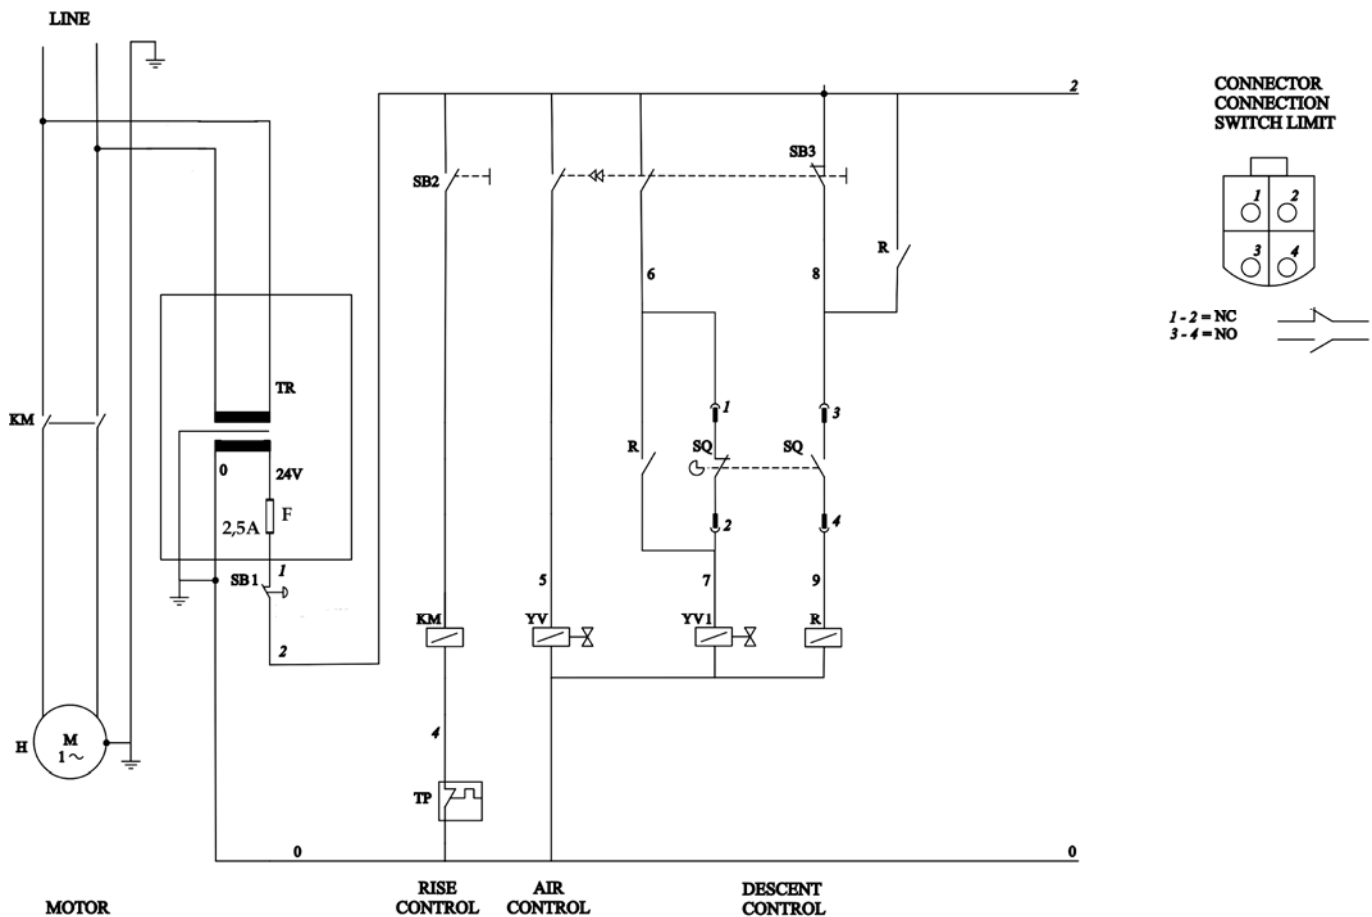 LINE
2
CONNECTOR
CONNECTION
SWITCH LIMIT
SB3
SB2
1 2
3 4
R
6
8
1 - 2 = NC
3 - 4 = NO
TR
KM
1
3
R
SQ
SQ
0
24V
F
2,5A
2
4
1
SB1
5
7
9
KM
YV
YV1
R
2
4
H
M
1~
TP
0
0
MOTOR
RISE
CONTROL
AIR
CONTROL
DESCENT
CONTROL